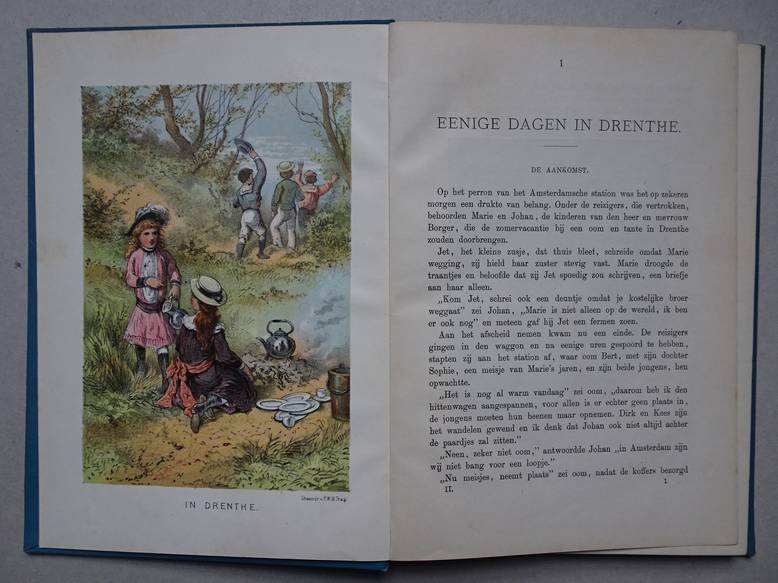 IN DRENTHE.
1
EENIGE DAGEN IN DRENTHE.
DE AANKOMST.
Op het perron van het Amsterdamsche station was het op zekeren
morgen een drukte van belang. Onder de reizigers, die vertrokken,
behoorden Marie en Johan, de kinderen van den heer en mevrouw
Borger, die de zomervacantie bij een oom en tante in Drenthe
zouden doorbrengen.
Jet, het kleine zusje, dat thuis bleef, schreide omdat Marie
wegging, zij hield haar zuster stevig vast. Marie droogde de
traantjes en beloofde dat zij Jet spoedig zou schrijven, een briefje
aan haar alleen.
„Kom Jet, schrei ook een deuntje omdat je kostelijke broer
weggaat" zei Johan, „Marie is niet alleen op de wereld, ik ben
er ook nog" en meteen gaf hij Jet een fermen zoen.
Aan het afscheid nemen kwam nu een einde. De reizigers
gingen in den waggon en na eenige uren gespoord te hebben,
stapten zij aan het station af, waar oom Bert, met zijn dochter
Sophie, een meisje van Marie's jaren, en zijn beide jongens, hen
opwachtte.
„Het is nog al warm vandaag" zei oom, „daarom heb ik den
hittenwagen aangespannen, voor allen is er echter geen plaats in,
de jongens moeten hun beenen maar opnemen. Dirk en Kees zijn
het wandelen gewend en ik denk dat Johan ook niet altijd achter
de paardjes zal zitten."
„Neen, zeker niet oom," antwoordde Johan „in Amsterdam zijn
wij niet bang voor een loopje."
„Nu meisjes, neemt plaats" zei oom, nadat de koffers bezorgd
II. 1